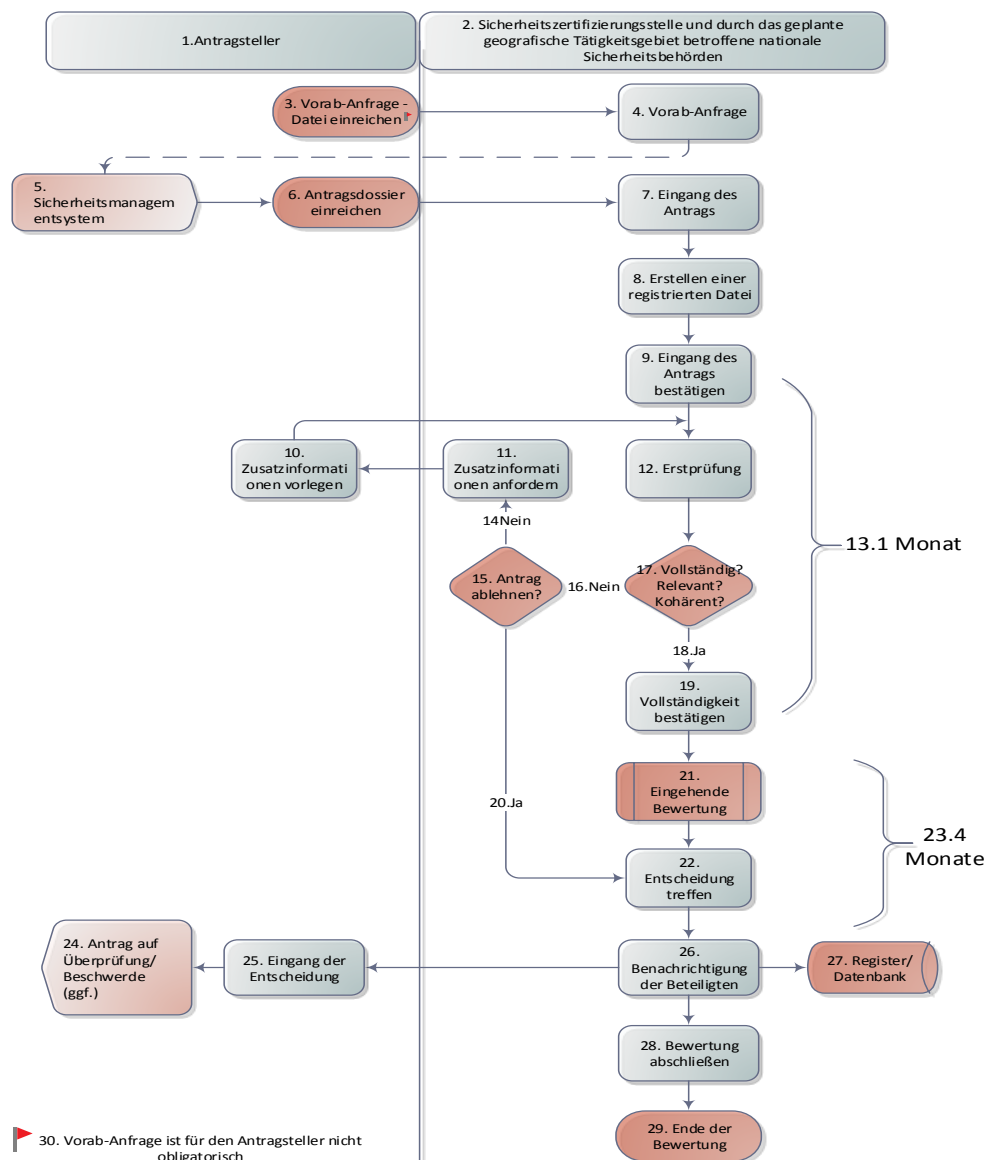 1.Antragsteller
2. Sicherheitszertifizierungsstelle und durch das geplante
geografische Tätigkeitsgebiet betroffene nationale
Sicherheitsbehörden
3. Vorab-Anfrage -
Datei einreichen
4. Vorab-Anfrage
5.
Sicherheitsmanagem
entsystem
6. Antragsdossier
einreichen
7. Eingang des
Antrags
8. Erstellen einer
registrierten Datei
9. Eingang des
Antrags
bestätigen
10.
Zusatzinformati
onen vorlegen
11.
Zusatzinformati
onen anfordern
12. Erstprüfung
13.1 Monat
14Nein
15. Antrag
ablehnen?
16.Nein
17. Vollständig?
Relevant?
Kohärent?
18.Ja
19.
Vollständigkeit
bestätigen
20.Ja
21.
Eingehende
Bewertung
22.
Entscheidung
treffen
23.4
Monate
24. Antrag auf
Überprüfung/
Beschwerde
(ggf.)
25. Eingang der
Entscheidung
26.
Benachrichtigung
der Beteiligten
27. Register/
Datenbank
28. Bewertung
abschließen
29. Ende der
Bewertung
30. Vorab-Anfrage ist für den Antragsteller nicht
obligatorisch